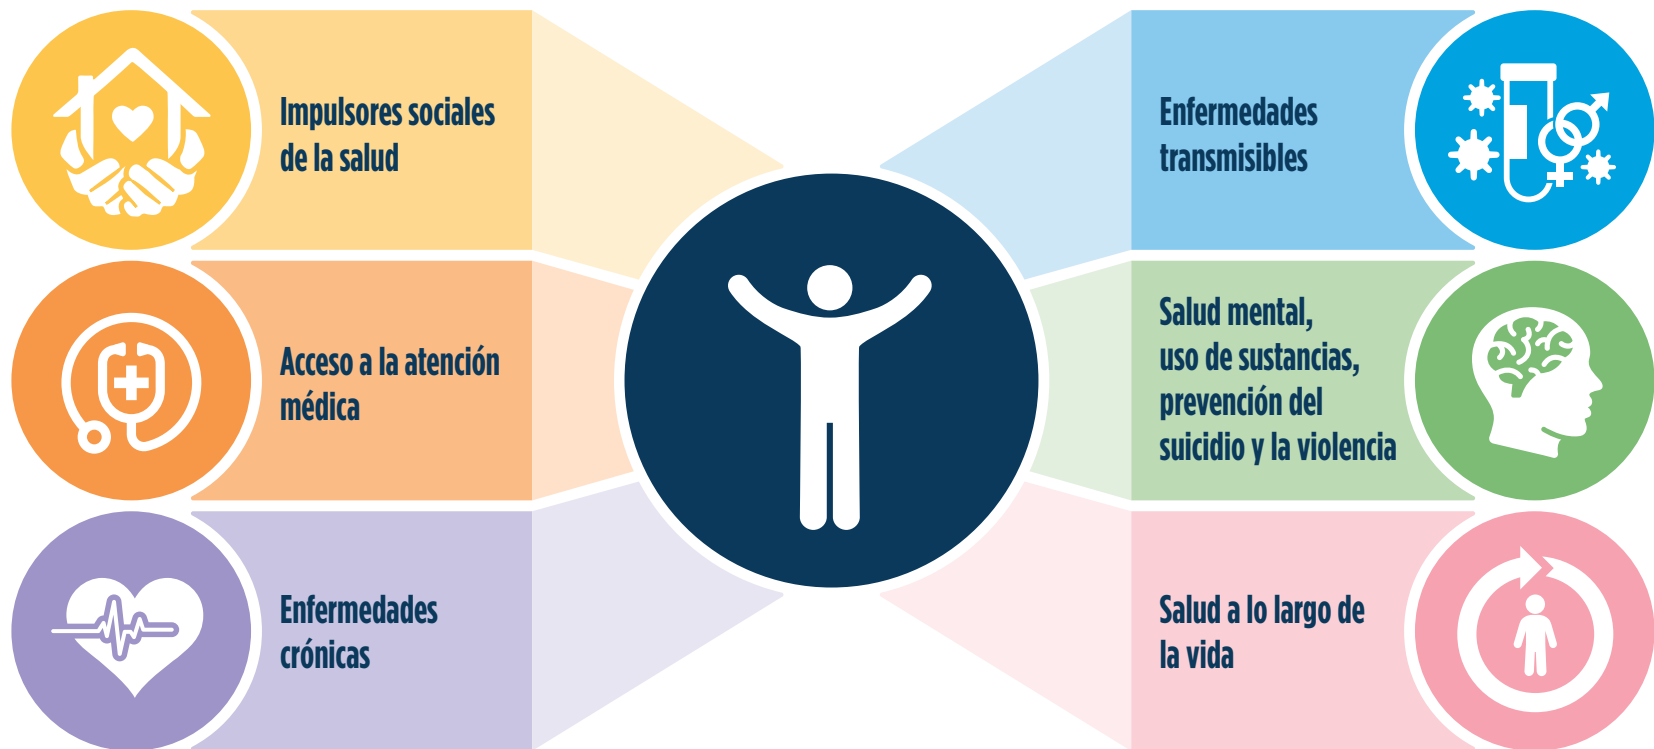 Impulsores sociales
de la salud
Acceso a la atención
médica
Enfermedades
crónicas
Enfermedades
transmisibles
Salud mental,
uso de sustancias,
prevención del
suicidio y la violencia
Salud a lo largo de
la vida